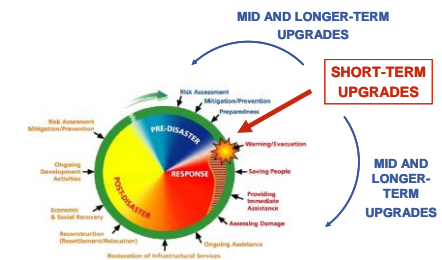 MID AND LONGER-TERM
UPGRADES
SHORT-TERM
UPGRADES
Risk Assessment
Mitigation/Prevention
Preparedness
Risk Assessment
Mitigation/Prevention
PRE-DISASTER
Warning/Evacuation
Ongoing
Development
Activities
RESPONSE
Saving People
MID AND
LONGER-
TERM
UPGRADES
POST-DISASTER
Providing
Immediate
Assistance
Economic
& Social Recovery
Assessing Damage
Reconstruction
(Resettlement/Relocation)
Ongoing Assistance
Restoration of Infrastructural Services